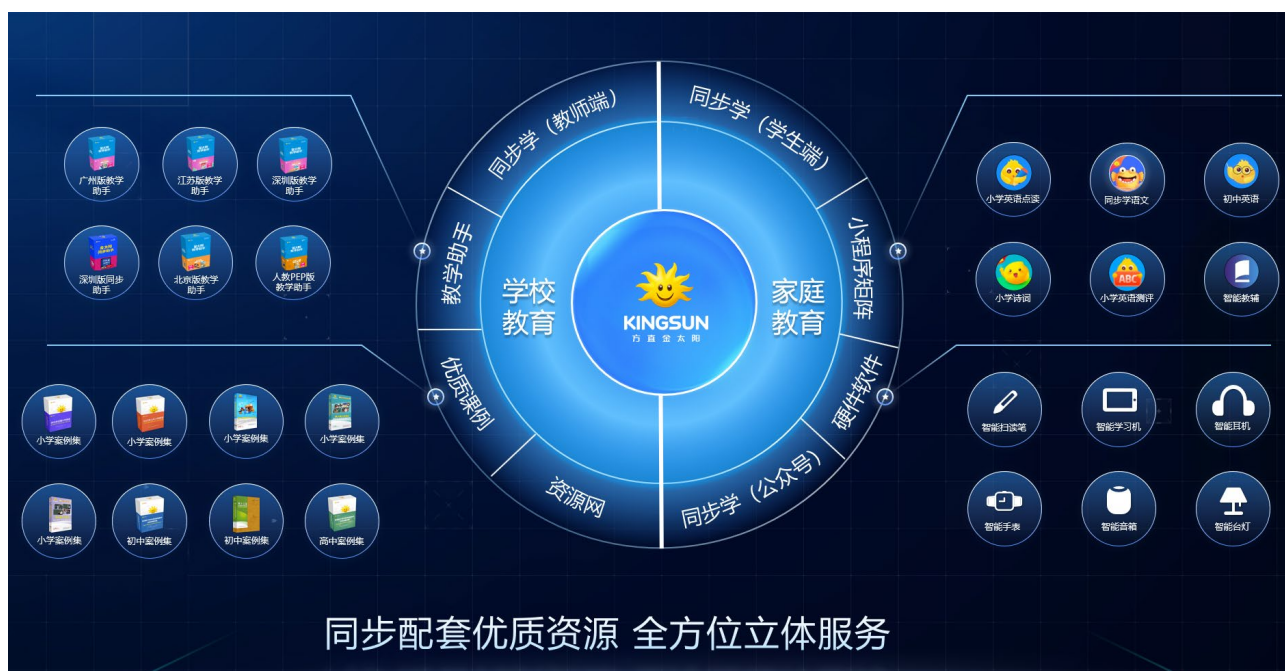 同步学（教师端）
同步学（学生端）
教学助手
小程序矩阵
优质课例
硬件软件
资源网
同步学（公众号）
学校
教育
家庭
教育
KINGSUN
方直金太阳
广州版教学
助手
江苏版教学
助手
深圳版教学
助手
深圳版同步
助手
北京版教学
助手
人教PEP版
教学助手
小学案例集
小学案例集
小学案例集
小学案例集
小学案例集
初中案例集
初中案例集
高中案例集
小学英语点读
同步学语文
初中英语
小学诗词
ABC
小学英语测评
智能教辅
智能扫读笔
智能学习机
智能耳机
智能手表
智能音箱
智能台灯
同步配套优质资源 全方位立体服务